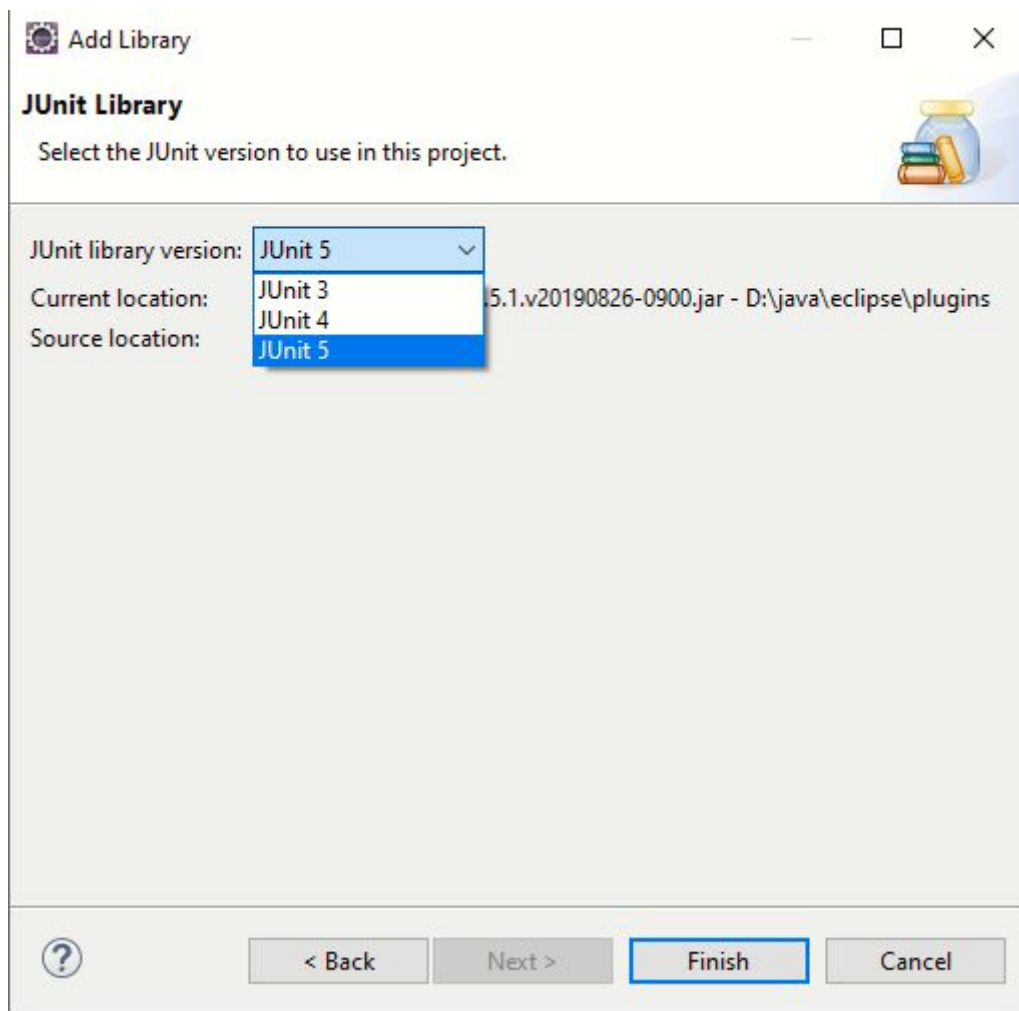 Add Library
JUnit Library
Select the JUnit version to use in this project.
JUnit library version: JUnit 5
Current location: .5.1.v20190826-0900.jar - D:\java\eclipse\plugins
Source location:
JUnit 3
JUnit 4
JUnit 5
?
< Back Next > Finish Cancel